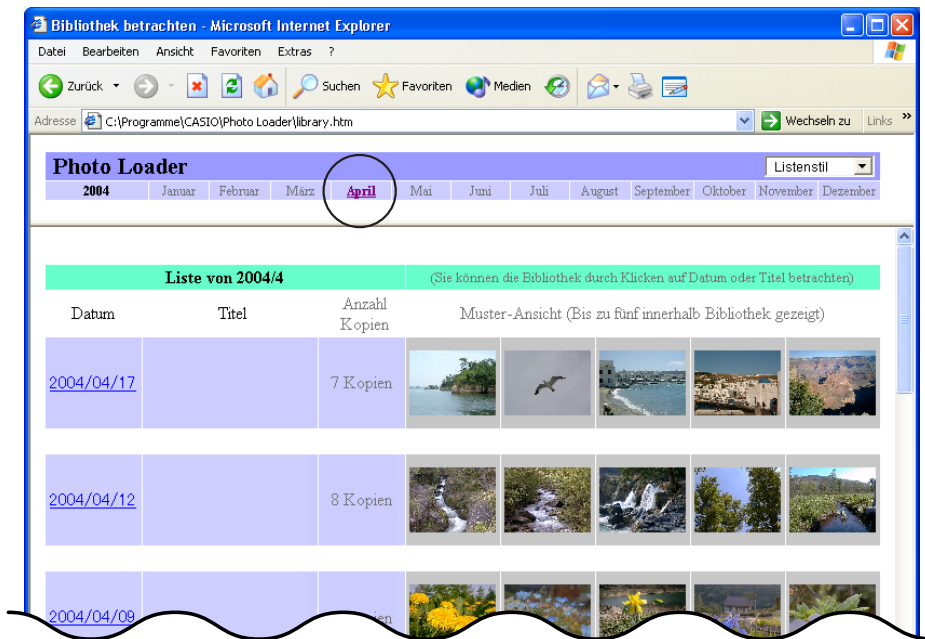 Bibliothek betrachten - Microsoft Internet Explorer
Datei Bearbeiten Ansicht Favoriten Extras ?
Zurück Suchen Favoriten Medien
Adresse C:\Programme\CASIO\Photo Loader\library.htm Wechseln zu Links »
Photo Loader Listenstil
2004 Januar Februar März April Mai Juni Juli August September Oktober November Dezember
Liste von 2004/4 (Sie können die Bibliothek durch Klicken auf Datum oder Titel betrachten)
Datum Titel Anzahl Kopien Muster-Ansicht (Bis zu fünf innerhalb Bibliothek gezeigt)
2004/04/17 7 Kopien
2004/04/12 8 Kopien
2004/04/09